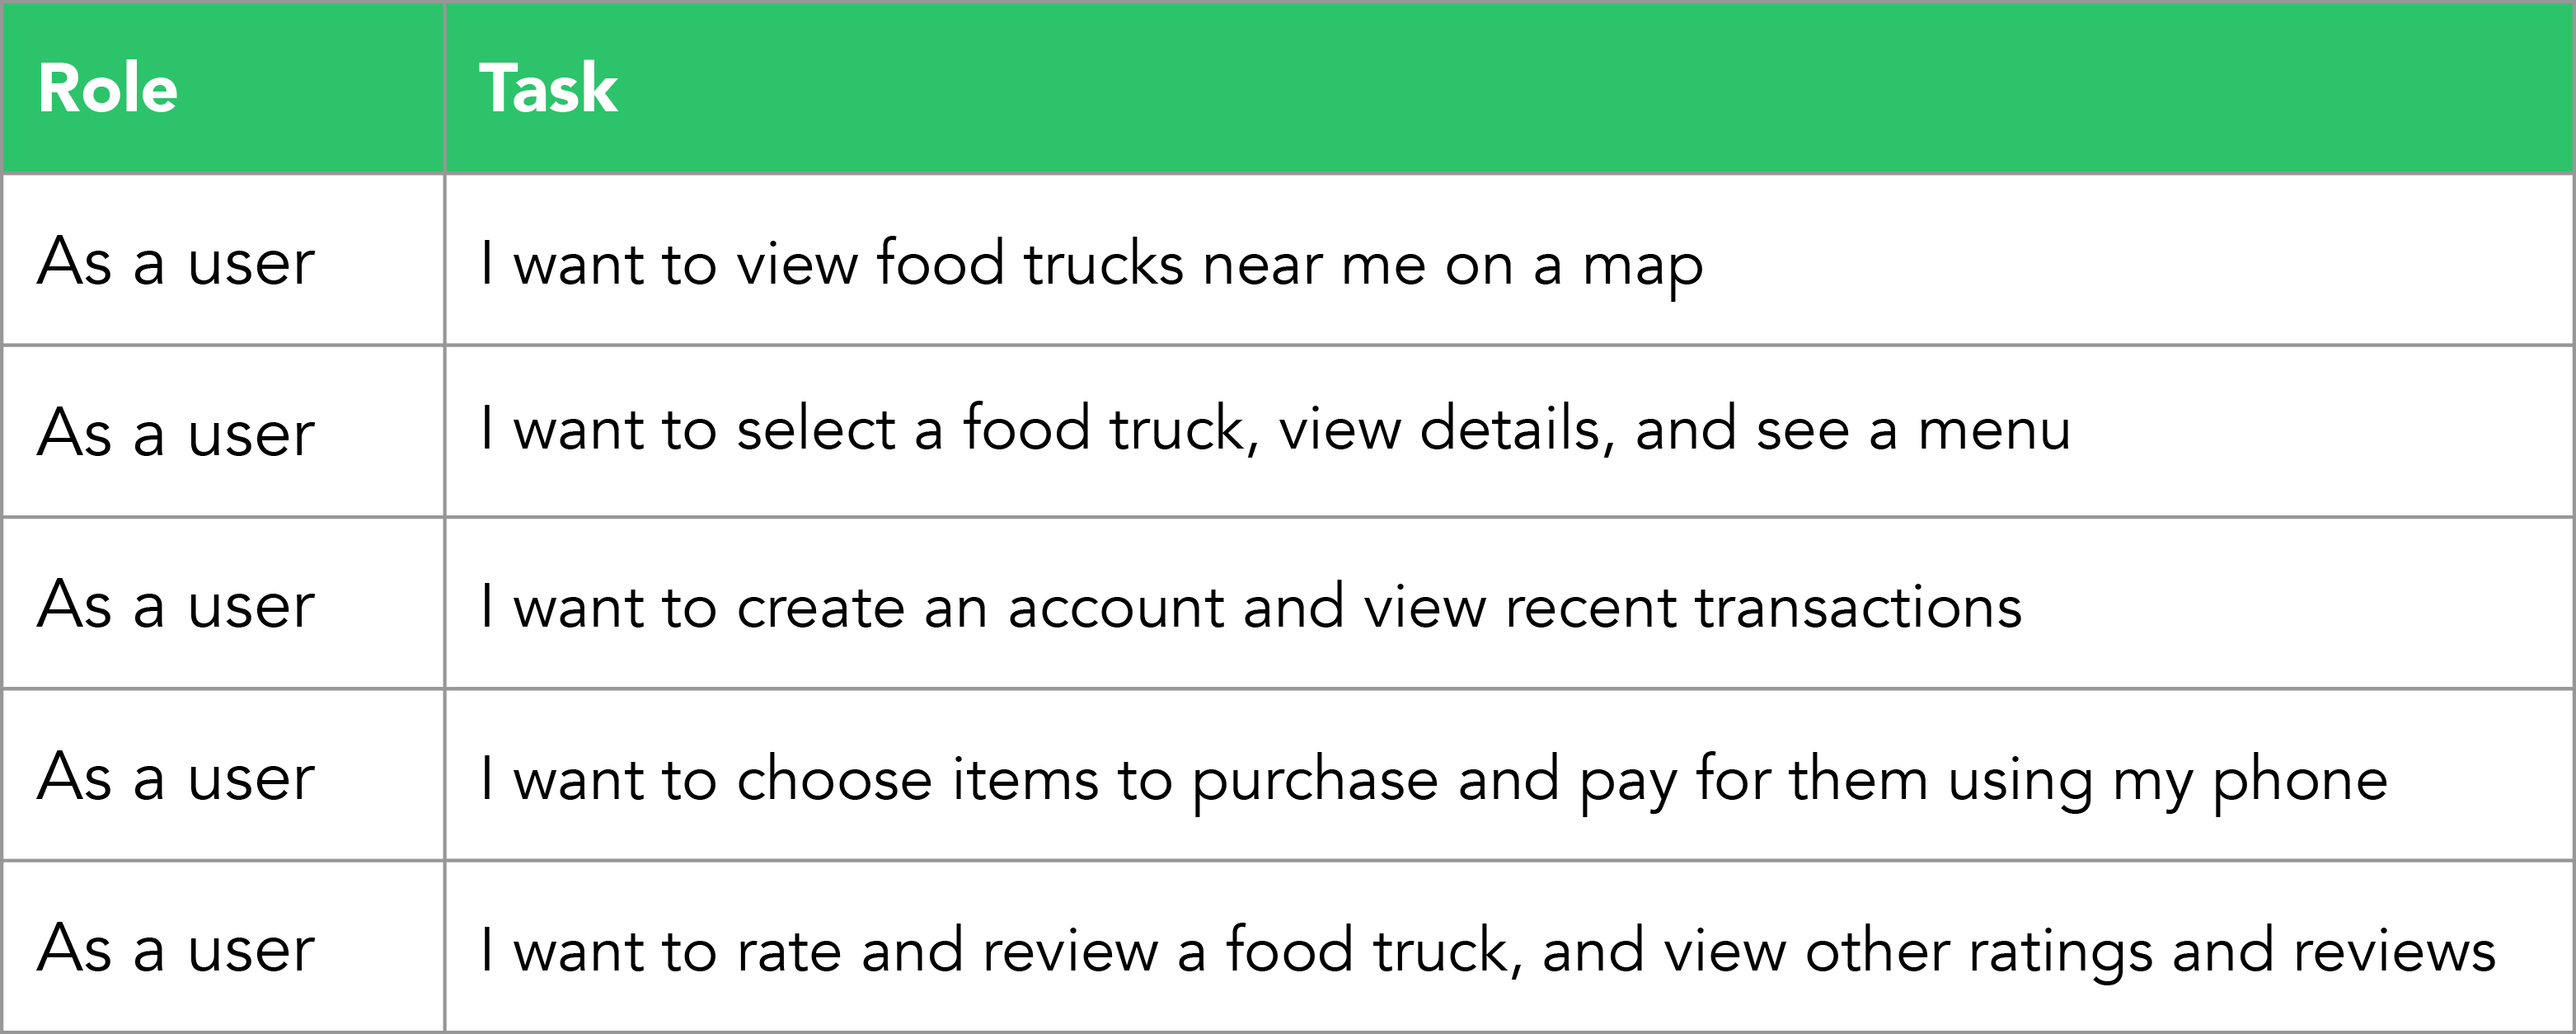 Role Task
As a user I want to view food trucks near me on a map
As a user I want to select a food truck, view details, and see a menu
As a user I want to create an account and view recent transactions
As a user I want to choose items to purchase and pay for them using my phone
As a user I want to rate and review a food truck, and view other ratings and reviews